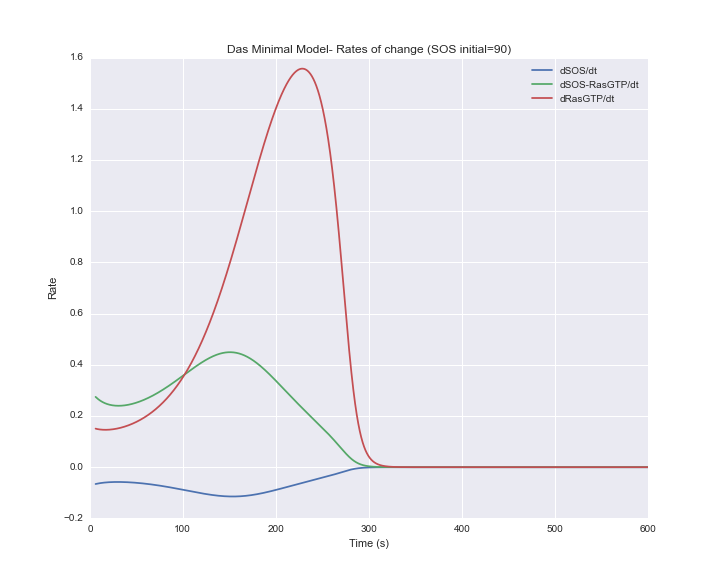 Das Minimal Model- Rates of change (SOS initial=90)
1.6
1.4
1.2
1.0
0.8
0.6
0.4
0.2
0.0
−0.2
Rate
dSOS/dt
dSOS-RasGTP/dt
dRasGTP/dt
0 100 200 300 400 500 600
Time (s)